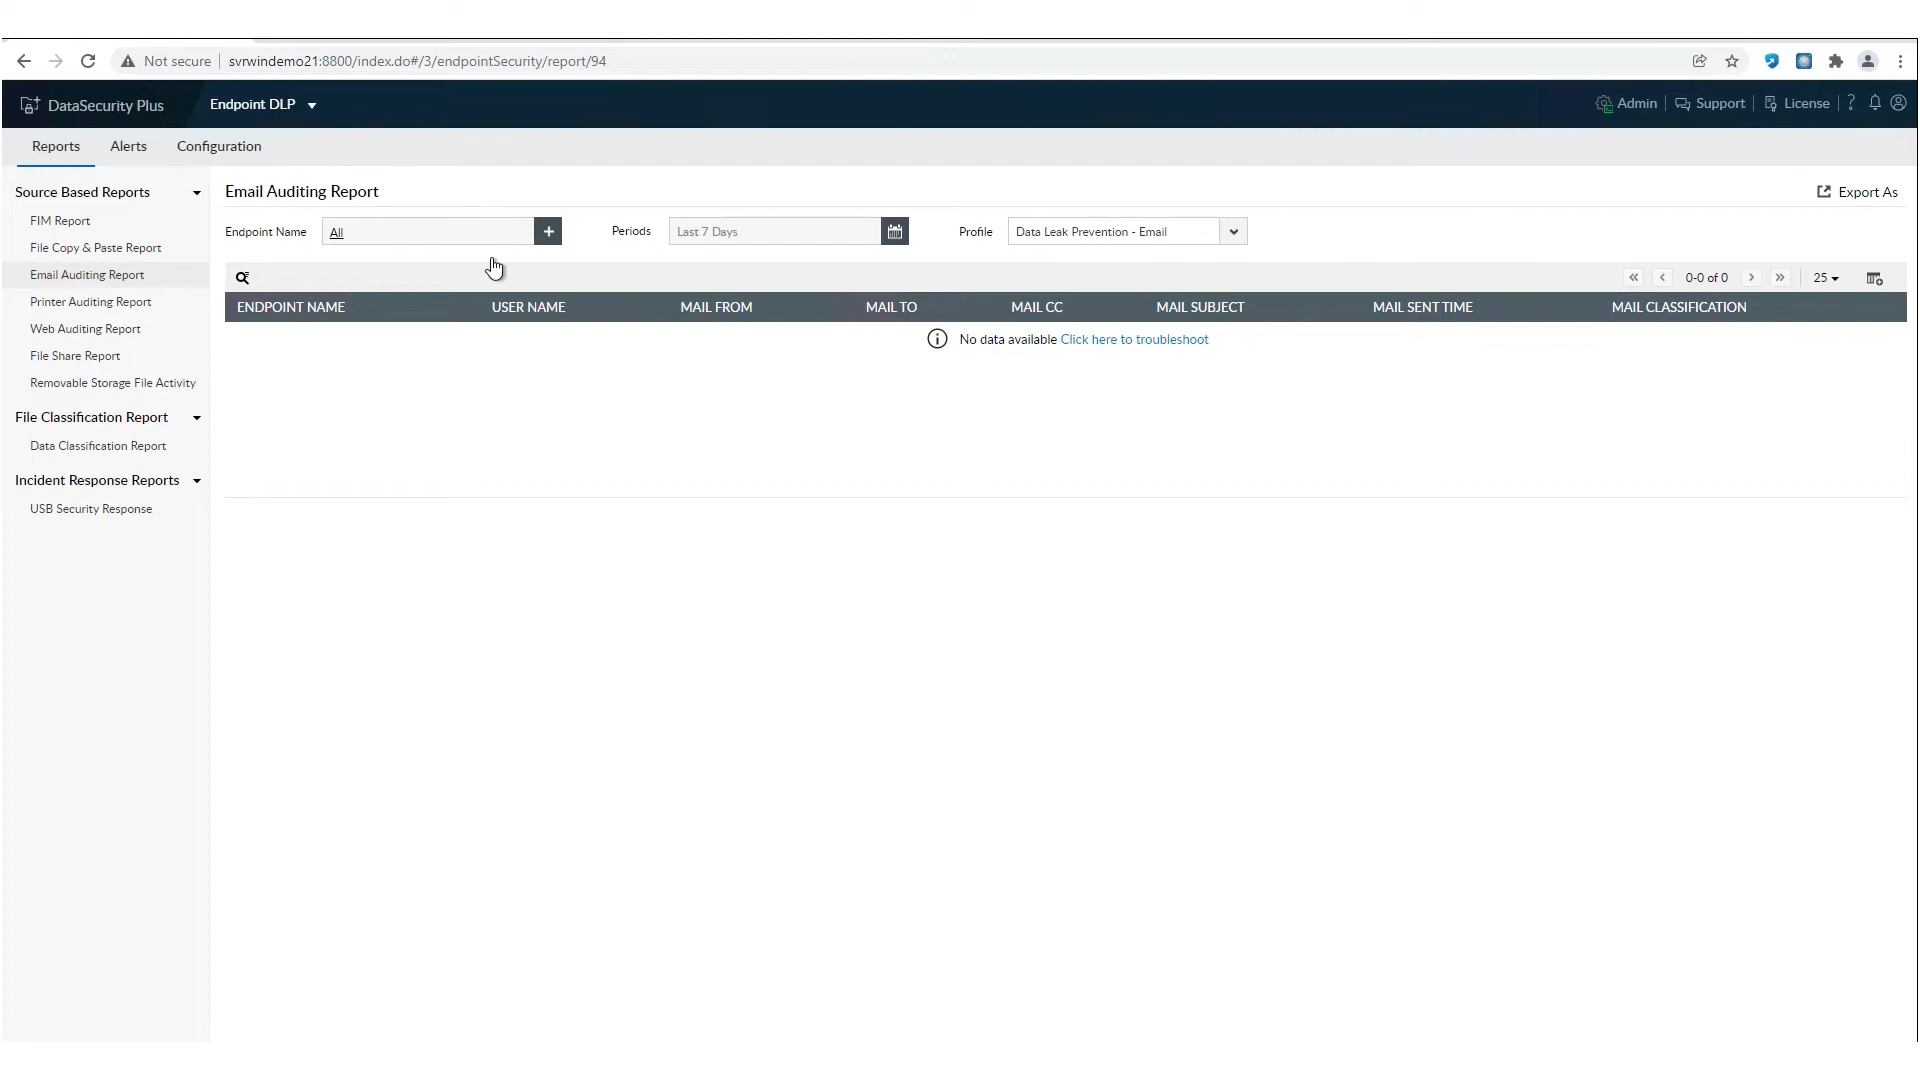 Not secure svrwindemo21:8800/index.do#/3/endpointSecurity/report/94
DataSecurity Plus Endpoint DLP Admin Support License ?
Reports Alerts Configuration
Source Based Reports
FIM Report
File Copy & Paste Report
Email Auditing Report
Printer Auditing Report
Web Auditing Report
File Share Report
Removable Storage File Activity
File Classification Report
Data Classification Report
Incident Response Reports
USB Security Response
Email Auditing Report Export As
Endpoint Name All + Periods Last 7 Days Profile Data Leak Prevention - Email
0-0 of 0 25
ENDPOINT NAME USER NAME MAIL FROM MAIL TO MAIL CC MAIL SUBJECT MAIL SENT TIME MAIL CLASSIFICATION
No data available Click here to troubleshoot